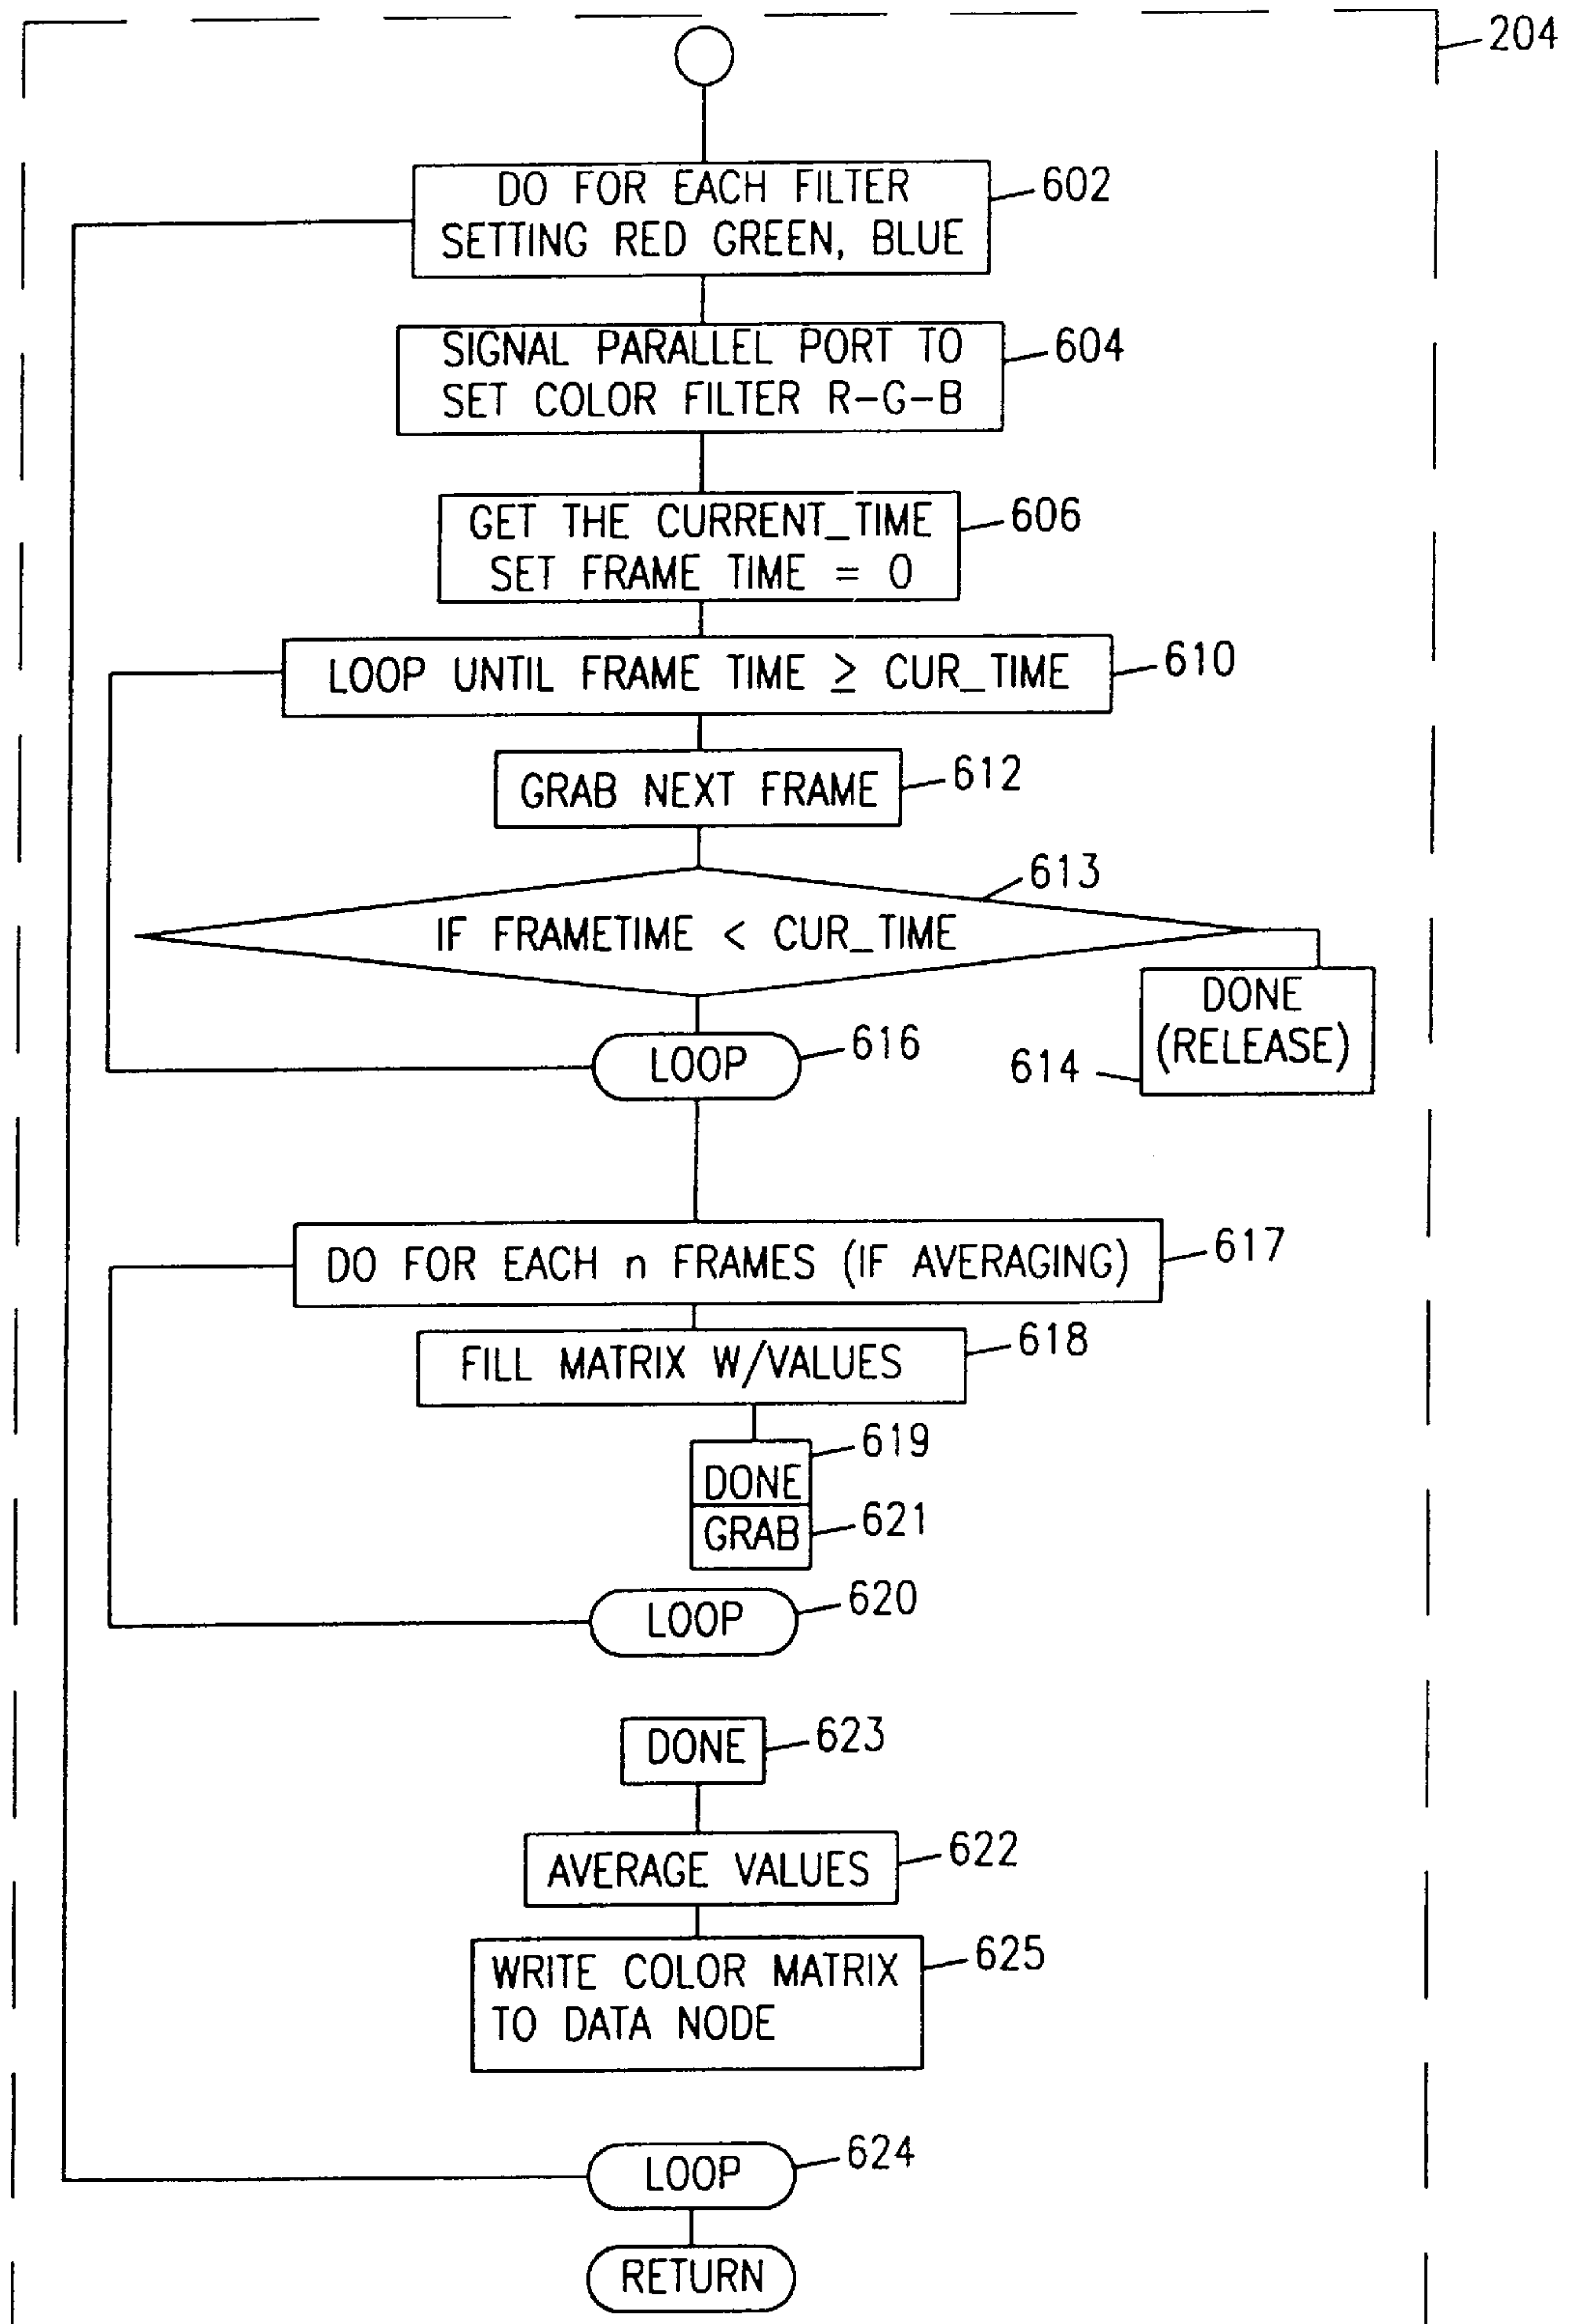 204
DO FOR EACH FILTER
SETTING RED GREEN, BLUE
602
SIGNAL PARALLEL PORT TO
SET COLOR FILTER R-G-B
604
GET THE CURRENT_TIME
SET FRAME TIME = 0
606
LOOP UNTIL FRAME TIME ≥ CUR_TIME
610
GRAB NEXT FRAME
612
613
IF FRAMETIME < CUR_TIME
DONE
(RELEASE)
614
LOOP
616
DO FOR EACH n FRAMES (IF AVERAGING)
617
FILL MATRIX W/VALUES
618
619
DONE
GRAB
621
LOOP
620
DONE
623
AVERAGE VALUES
622
WRITE COLOR MATRIX
TO DATA NODE
625
LOOP
624
RETURN